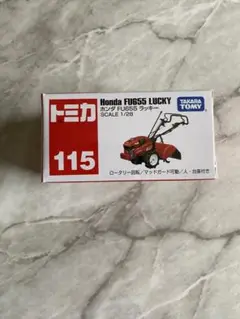 トミカ
115
Honda FU655 LUCKY
ホンダ FU655 ラッキー
SCALE 1/28
TAKARA
TOMY
ロータリー回転/マッドガード可動/人・台座付き